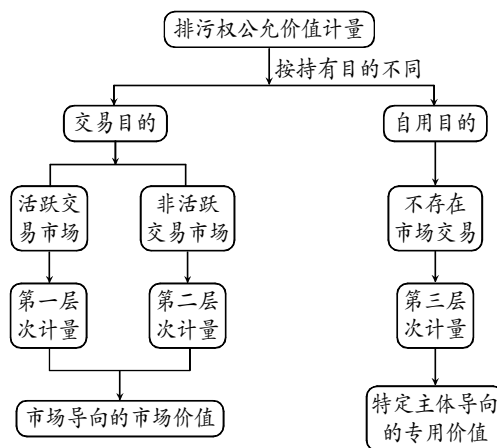 排污权公允价值计量
按持有目的不同
交易目的
自用目的
活跃交
易市场
非活跃
交易市场
不存在
市场交易
第一层
次计量
第二层
次计量
第三层
次计量
市场导向的市场价值
特定主体导向
的专用价值